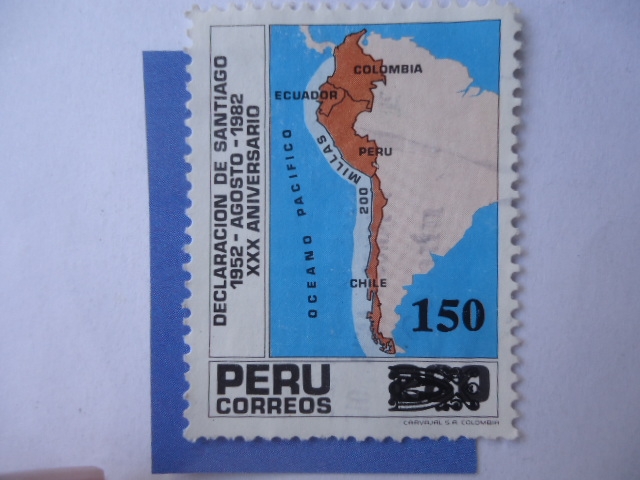 DECLARACION DE SANTIAGO
1952 - AGOSTO - 1982
XXX ANIVERSARIO
COLOMBIA
ECUADOR
PERU
200 MILLAS
OCEANO PACIFICO
CHILE
150
PERU
CORREOS
CARVAJAL S.A. COLOMBIA